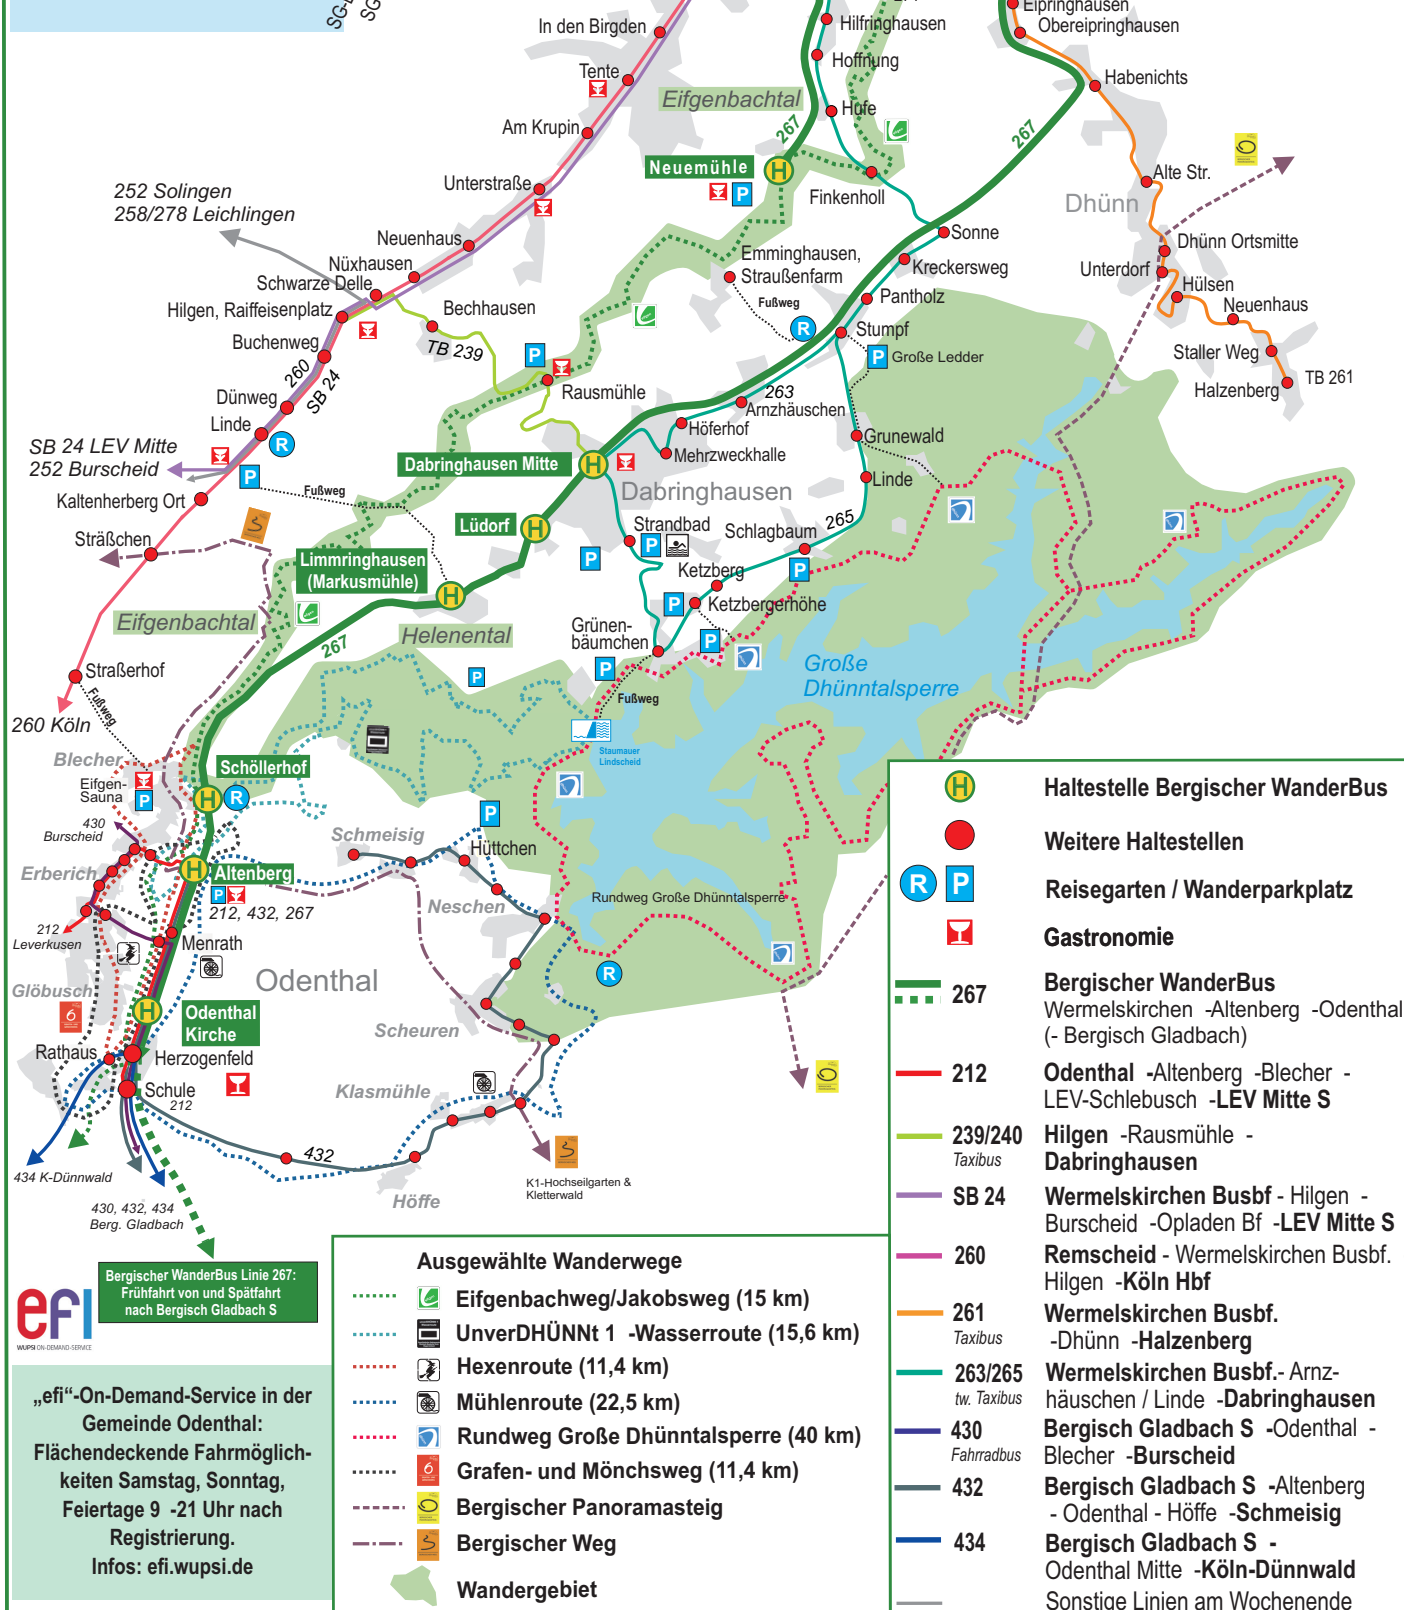 In den Birgden
Tente
Am Krupin
Unterstraße
Neuenhaus
Nüxhausen
Schwarze Delle
Hilgen, Raiffeisenplatz
Buchenweg
Dünweg
Linde
260
SB 24
252 Solingen
258/278 Leichlingen
SB 24 LEV Mitte
252 Burscheid
Kaltenherberg Ort
Sträßchen
Straßerhof
Fußweg
260 Köln
Bechhausen
TB 239
Rausmühle
Eifgenbachtal
267
Neuemühle
H
P
Hilfringhausen
Hoffnung
Hufe
Finkenholl
Eipringhausen
Obereipringhausen
Habenichts
267
Alte Str.
Dhünn
Dhünn Ortsmitte
Unterdorf
Hülsen
Neuenhaus
Staller Weg
Halzenberg
TB 261
Sonne
Kreckersweg
Pantholz
Stumpf
Emminghausen,
Straußenfarm
Fußweg
R
P
Große Ledder
263
Arnzhäuschen
Höferhof
Mehrzweckhalle
Grunewald
Linde
265
Schlagbaum
Dabringhausen Mitte
H
Dabringhausen
Lüdorf
H
Strandbad
P
Limmringhausen
(Markusmühle)
H
Fußweg
Ketzberg
Ketzbergerhöhe
Grünen-
bäumchen
Fußweg
Eifgenbachtal
Helenental
267
Große
Dhünntalsperre
Staumauer
Lindscheid
Rundweg Große Dhünntalsperre
Blecher
Eifgen-
Sauna
P
Schöllerhof
H
R
430
Burscheid
Erberich
Altenberg
H
P
212, 432, 267
212
Leverkusen
Menrath
Glöbusch
Odenthal
Odenthal
Kirche
H
Rathaus
Herzogenfeld
Schule
212
Schmeisig
Hüttchen
Neschen
Scheuren
Klasmühle
Höffe
432
K1-Hochseilgarten &
Kletterwald
434 K-Dünnwald
430, 432, 434
Berg. Gladbach
Bergischer WanderBus Linie 267:
Frühfahrt von und Spätfahrt
nach Bergisch Gladbach S
efi
WUPSI ON-DEMAND-SERVICE
„efi“-On-Demand-Service in der
Gemeinde Odenthal:
Flächendeckende Fahrmöglich-
keiten Samstag, Sonntag,
Feiertage 9 -21 Uhr nach
Registrierung.
Infos: efi.wupsi.de
Ausgewählte Wanderwege
Eifgenbachweg/Jakobsweg (15 km)
UnverDHÜNNt 1 -Wasserroute (15,6 km)
Hexenroute (11,4 km)
Mühlenroute (22,5 km)
Rundweg Große Dhünntalsperre (40 km)
Grafen- und Mönchsweg (11,4 km)
Bergischer Panoramasteig
Bergischer Weg
Wandergebiet
H Haltestelle Bergischer WanderBus
Weitere Haltestellen
R P Reisegarten / Wanderparkplatz
Gastronomie
267 Bergischer WanderBus
Wermelskirchen -Altenberg -Odenthal
(- Bergisch Gladbach)
212 Odenthal -Altenberg -Blecher -
LEV-Schlebusch -LEV Mitte S
239/240 Hilgen -Rausmühle -
Taxibus Dabringhausen
SB 24 Wermelskirchen Busbf - Hilgen -
Burscheid -Opladen Bf -LEV Mitte S
260 Remscheid - Wermelskirchen Busbf.
Hilgen -Köln Hbf
261 Wermelskirchen Busbf.
Taxibus -Dhünn -Halzenberg
263/265 Wermelskirchen Busbf.- Arnz-
tw. Taxibus häuschen / Linde -Dabringhausen
430 Bergisch Gladbach S -Odenthal -
Fahrradbus Blecher -Burscheid
432 Bergisch Gladbach S -Altenberg
- Odenthal - Höffe -Schmeisig
434 Bergisch Gladbach S -
Odenthal Mitte -Köln-Dünnwald
Sonstige Linien am Wochenende